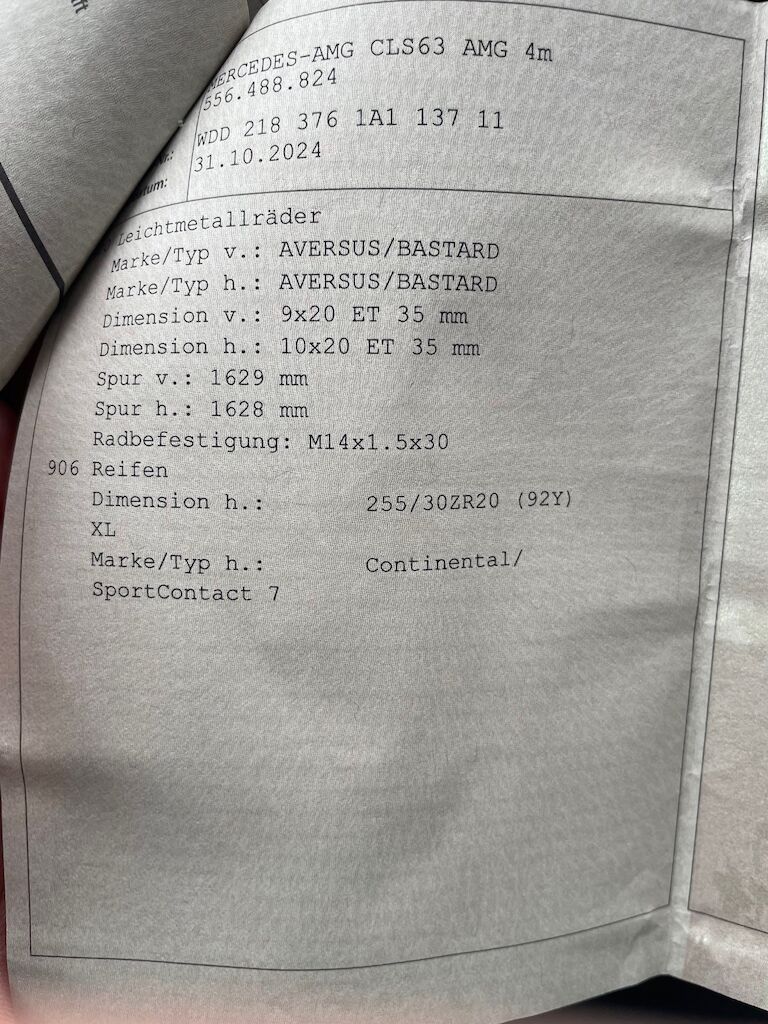 MERCEDES-AMG CLS63 AMG 4m
556.488.824
WDD 218 376 1A1 137 11
31.10.2024
Leichtmetallräder
Marke/Typ v.: AVERSUS/BASTARD
Marke/Typ h.: AVERSUS/BASTARD
Dimension v.: 9x20 ET 35 mm
Dimension h.: 10x20 ET 35 mm
Spur v.: 1629 mm
Spur h.: 1628 mm
Radbefestigung: M14x1.5x30
906 Reifen
Dimension h.: 255/30ZR20 (92Y)
XL
Marke/Typ h.: Continental/
SportContact 7